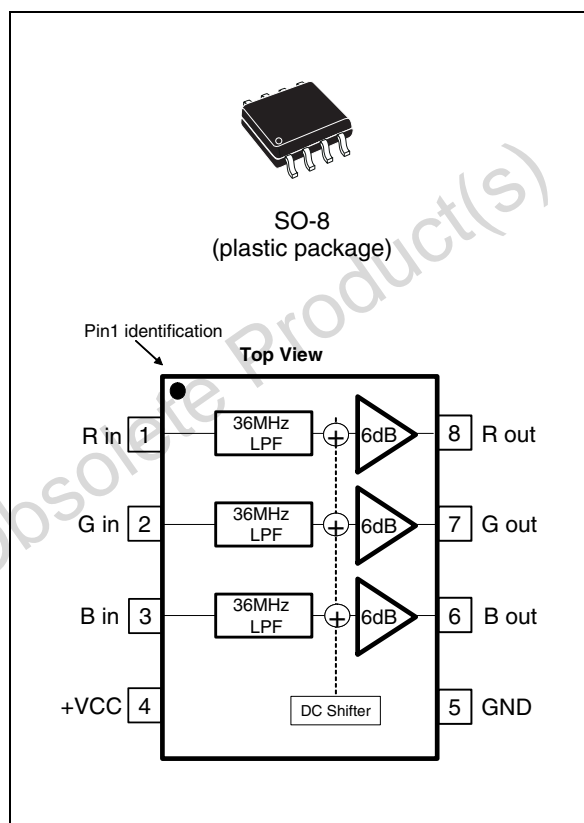 SO-8
(plastic package)
Pin1 identification
Top View
R in 1 36MHz LPF + 6dB 8 R out
G in 2 36MHz LPF + 6dB 7 G out
B in 3 36MHz LPF + 6dB 6 B out
+VCC 4 DC Shifter 5 GND
Obsolete Product(s)